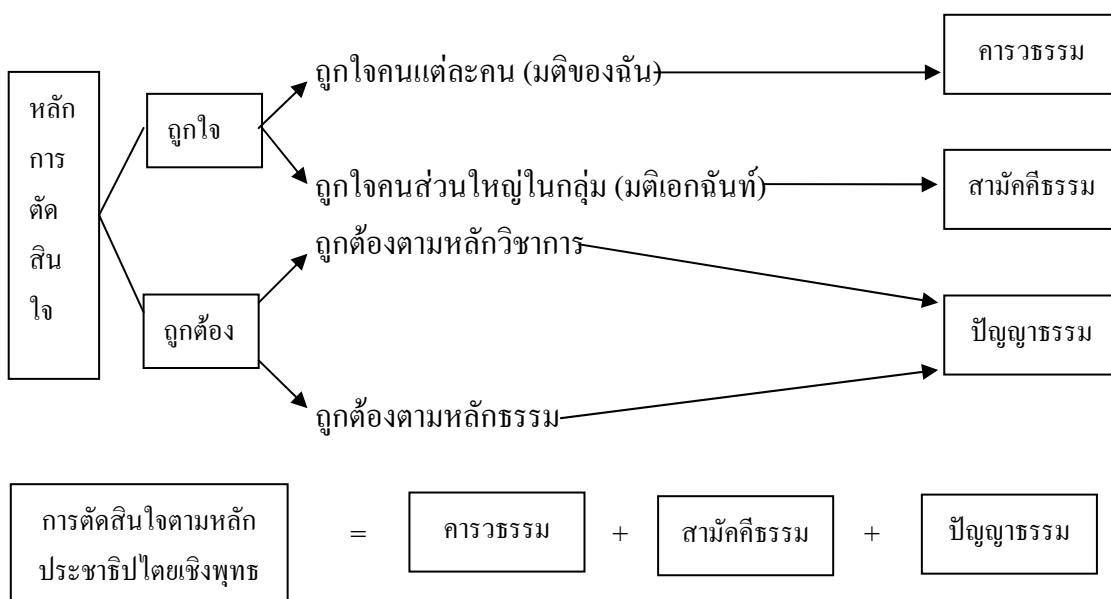 หลัก
การ
ตัด
สิน
ใจ
ถูกใจ
ถูกใจคนแต่ละคน (มติของฉัน)
คารวธรรม
ถูกใจคนส่วนใหญ่ในกลุ่ม (มติเอกฉันท์)
สามัคคีธรรม
ถูกต้อง
ถูกต้องตามหลักวิชาการ
ปัญญาธรรม
ถูกต้องตามหลักธรรม
การตัดสินใจตามหลัก
ประชาธิปไตยเชิงพุทธ
= คารวธรรม + สามัคคีธรรม + ปัญญาธรรม